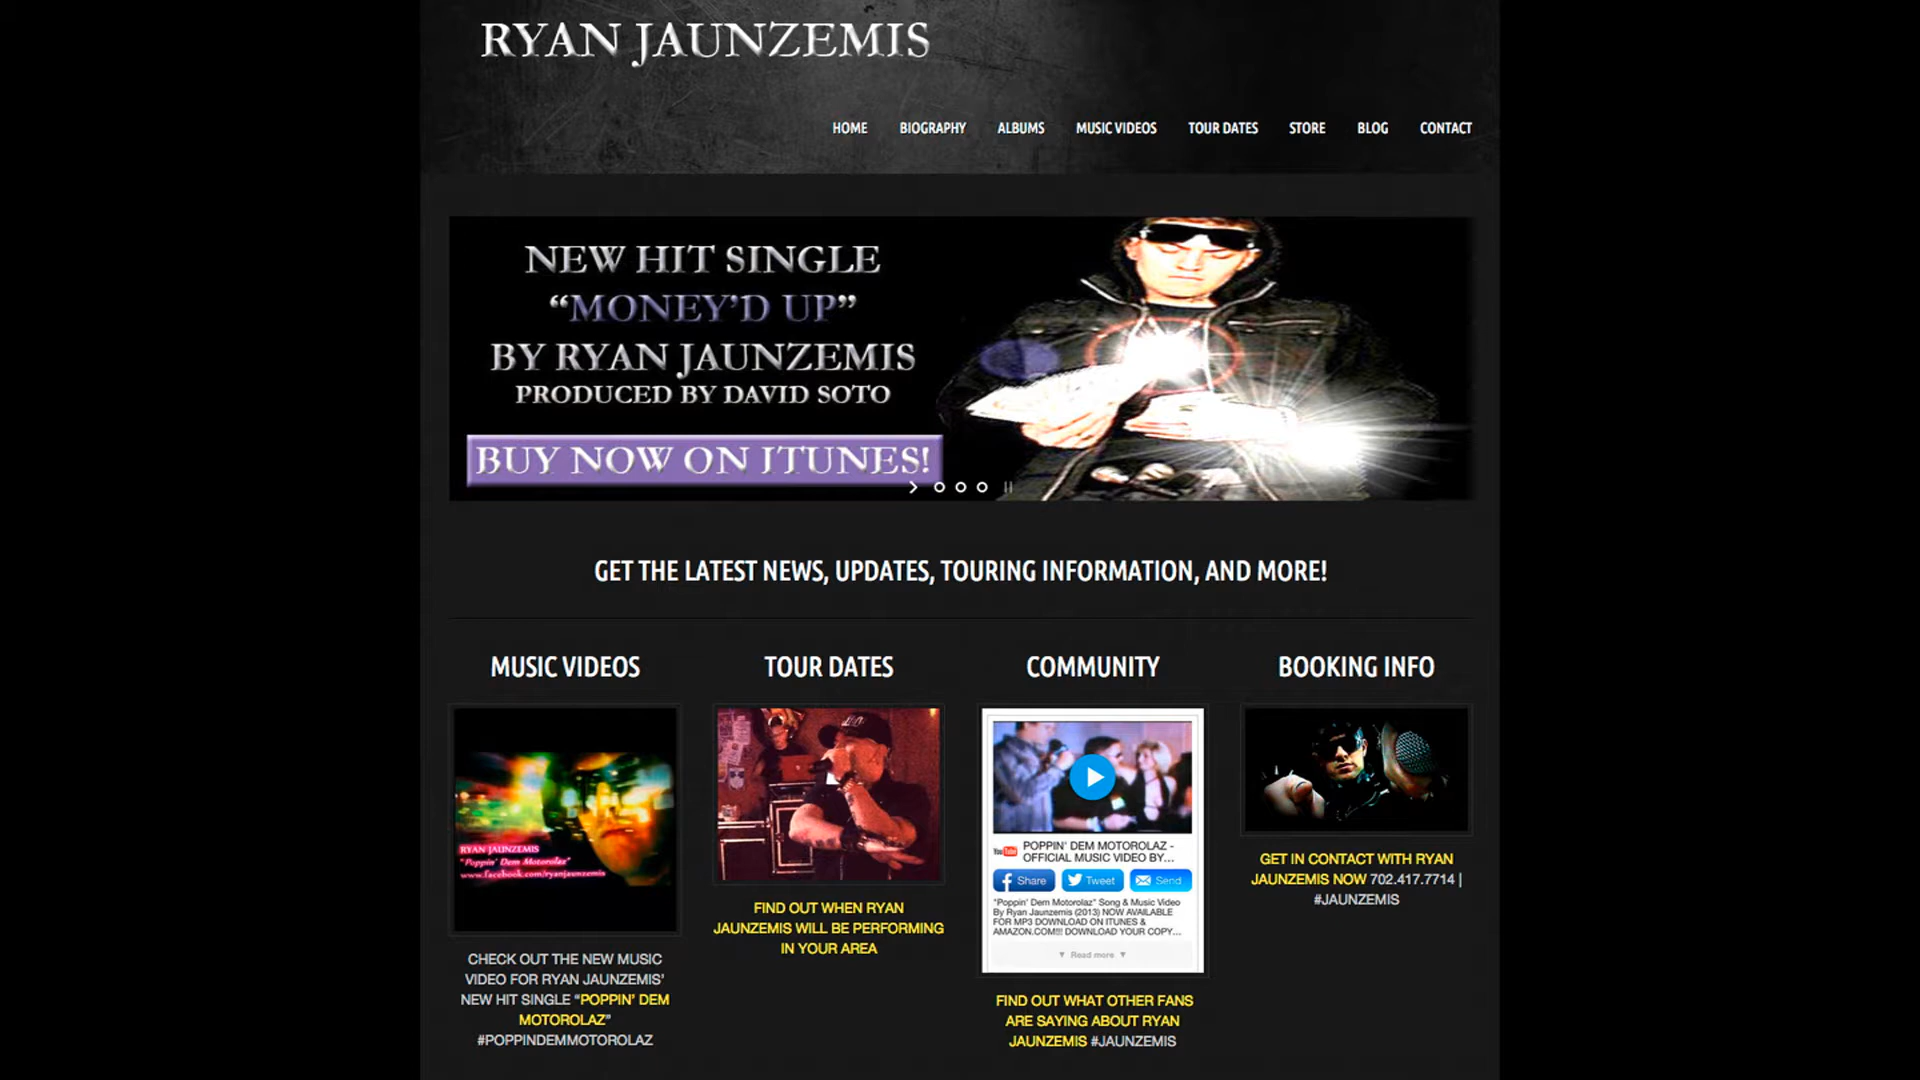 RYAN JAUNZEMIS
HOME BIOGRAPHY ALBUMS MUSIC VIDEOS TOUR DATES STORE BLOG CONTACT
NEW HIT SINGLE
“MONEY’D UP”
BY RYAN JAUNZEMIS
PRODUCED BY DAVID SOTO
BUY NOW ON ITUNES!
GET THE LATEST NEWS, UPDATES, TOURING INFORMATION, AND MORE!
MUSIC VIDEOS
RYAN JAUNZEMIS
"Poppin' Dem Motorolaz"
www.facebook.com/ryanjaunzemis
CHECK OUT THE NEW MUSIC
VIDEO FOR RYAN JAUNZEMIS’
NEW HIT SINGLE “POPPIN’ DEM
MOTOROLAZ”
#POPPINDEMMOTOROLAZ
TOUR DATES
FIND OUT WHEN RYAN
JAUNZEMIS WILL BE PERFORMING
IN YOUR AREA
COMMUNITY
YouTube
POPPIN' DEM MOTOROLAZ -
OFFICIAL MUSIC VIDEO BY...
Share Tweet Send
"Poppin' Dem Motorolaz" Song & Music Video
By Ryan Jaunzemis (2013) NOW AVAILABLE
FOR MP3 DOWNLOAD ON ITUNES &
AMAZON.COM!!! DOWNLOAD YOUR COPY...
▼ Read more ▼
FIND OUT WHAT OTHER FANS
ARE SAYING ABOUT RYAN
JAUNZEMIS #JAUNZEMIS
BOOKING INFO
GET IN CONTACT WITH RYAN
JAUNZEMIS NOW 702.417.7714 |
#JAUNZEMIS